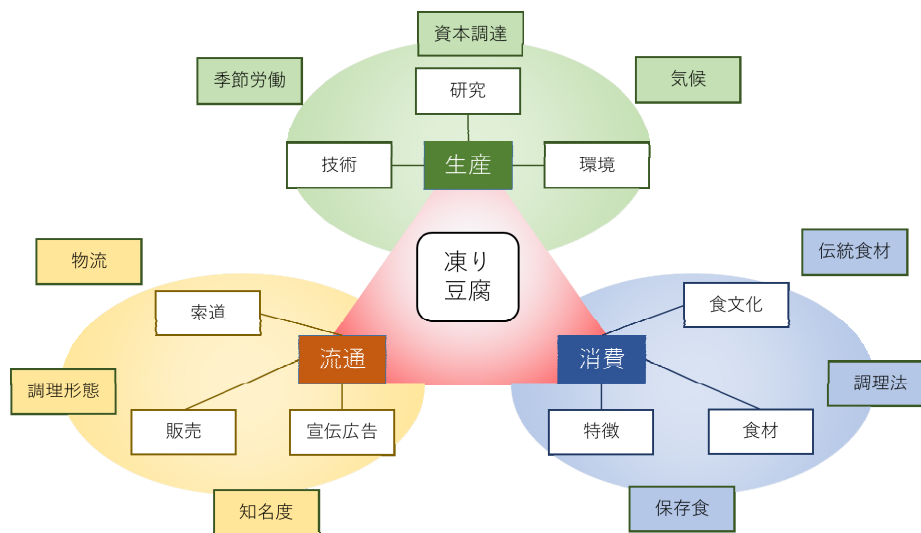 資本調達
季節労働
気候
研究
技術
生産
環境
凍り
豆腐
物流
伝統食材
索道
食文化
流通
消費
調理形態
調理法
販売
宣伝広告
特徴
食材
知名度
保存食